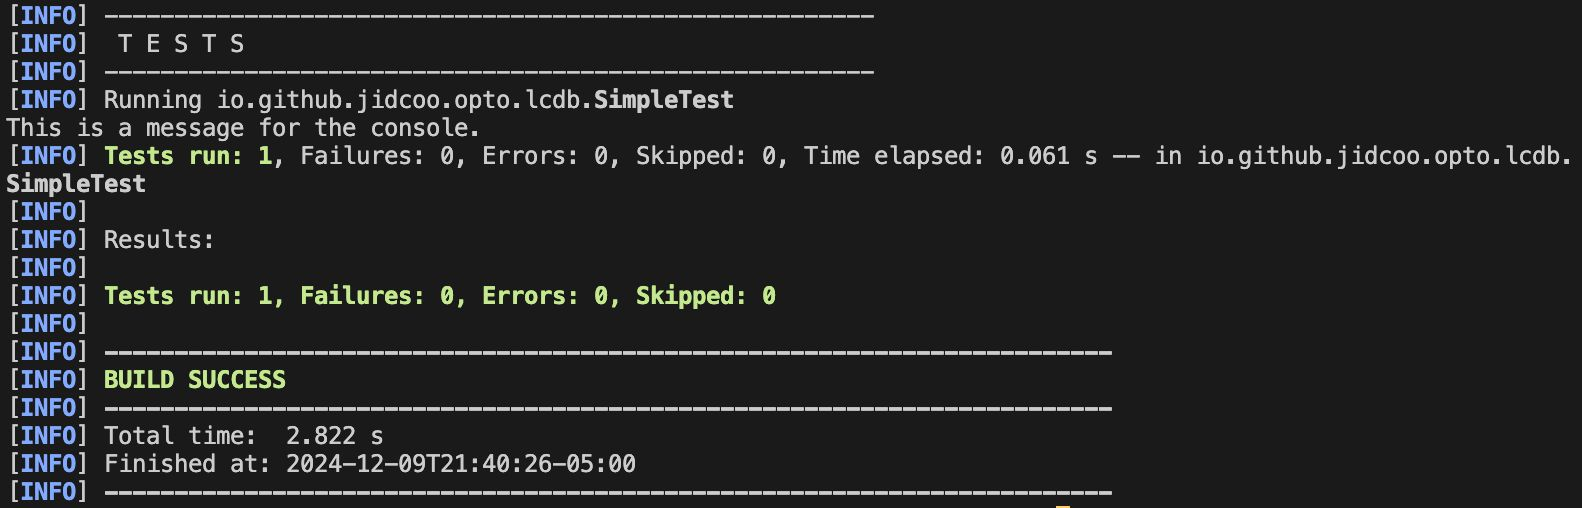 [INFO] -------------------------------------------------------
[INFO]  T E S T S
[INFO] -------------------------------------------------------
[INFO] Running io.github.jidcoo.opto.lcdb.SimpleTest
This is a message for the console.
[INFO] Tests run: 1, Failures: 0, Errors: 0, Skipped: 0, Time elapsed: 0.061 s -- in io.github.jidcoo.opto.lcdb.
SimpleTest
[INFO]
[INFO] Results:
[INFO]
[INFO] Tests run: 1, Failures: 0, Errors: 0, Skipped: 0
[INFO]
[INFO] ------------------------------------------------------------------------
[INFO] BUILD SUCCESS
[INFO] ------------------------------------------------------------------------
[INFO] Total time:  2.822 s
[INFO] Finished at: 2024-12-09T21:40:26-05:00
[INFO] ------------------------------------------------------------------------